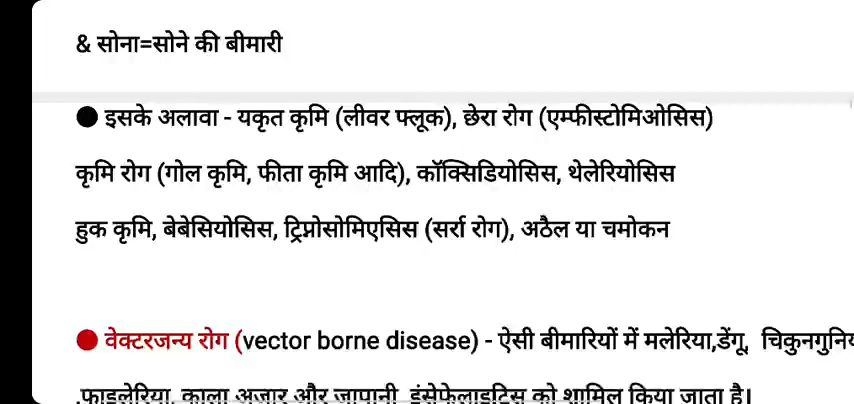 & सोना=सोने की बीमारी
● इसके अलावा - यकृत कृमि (लीवर फ्लूक), छेरा रोग (एम्फीस्टोमिओसिस)
कृमि रोग (गोल कृमि, फीता कृमि आदि), कॉक्सिडियोसिस, थेलेरियोसिस
हुक कृमि, बेबेसियोसिस, ट्रिप्नोसोमिएसिस (सर्रा रोग), अठैल या चमोकन
● वेक्टरजन्य रोग (vector borne disease) - ऐसी बीमारियों में मलेरिया,डेंगू,
.फाइलेरिया, काला अजार और जापानी इंसेफेलाइटिस को शामिल किया जाता है।